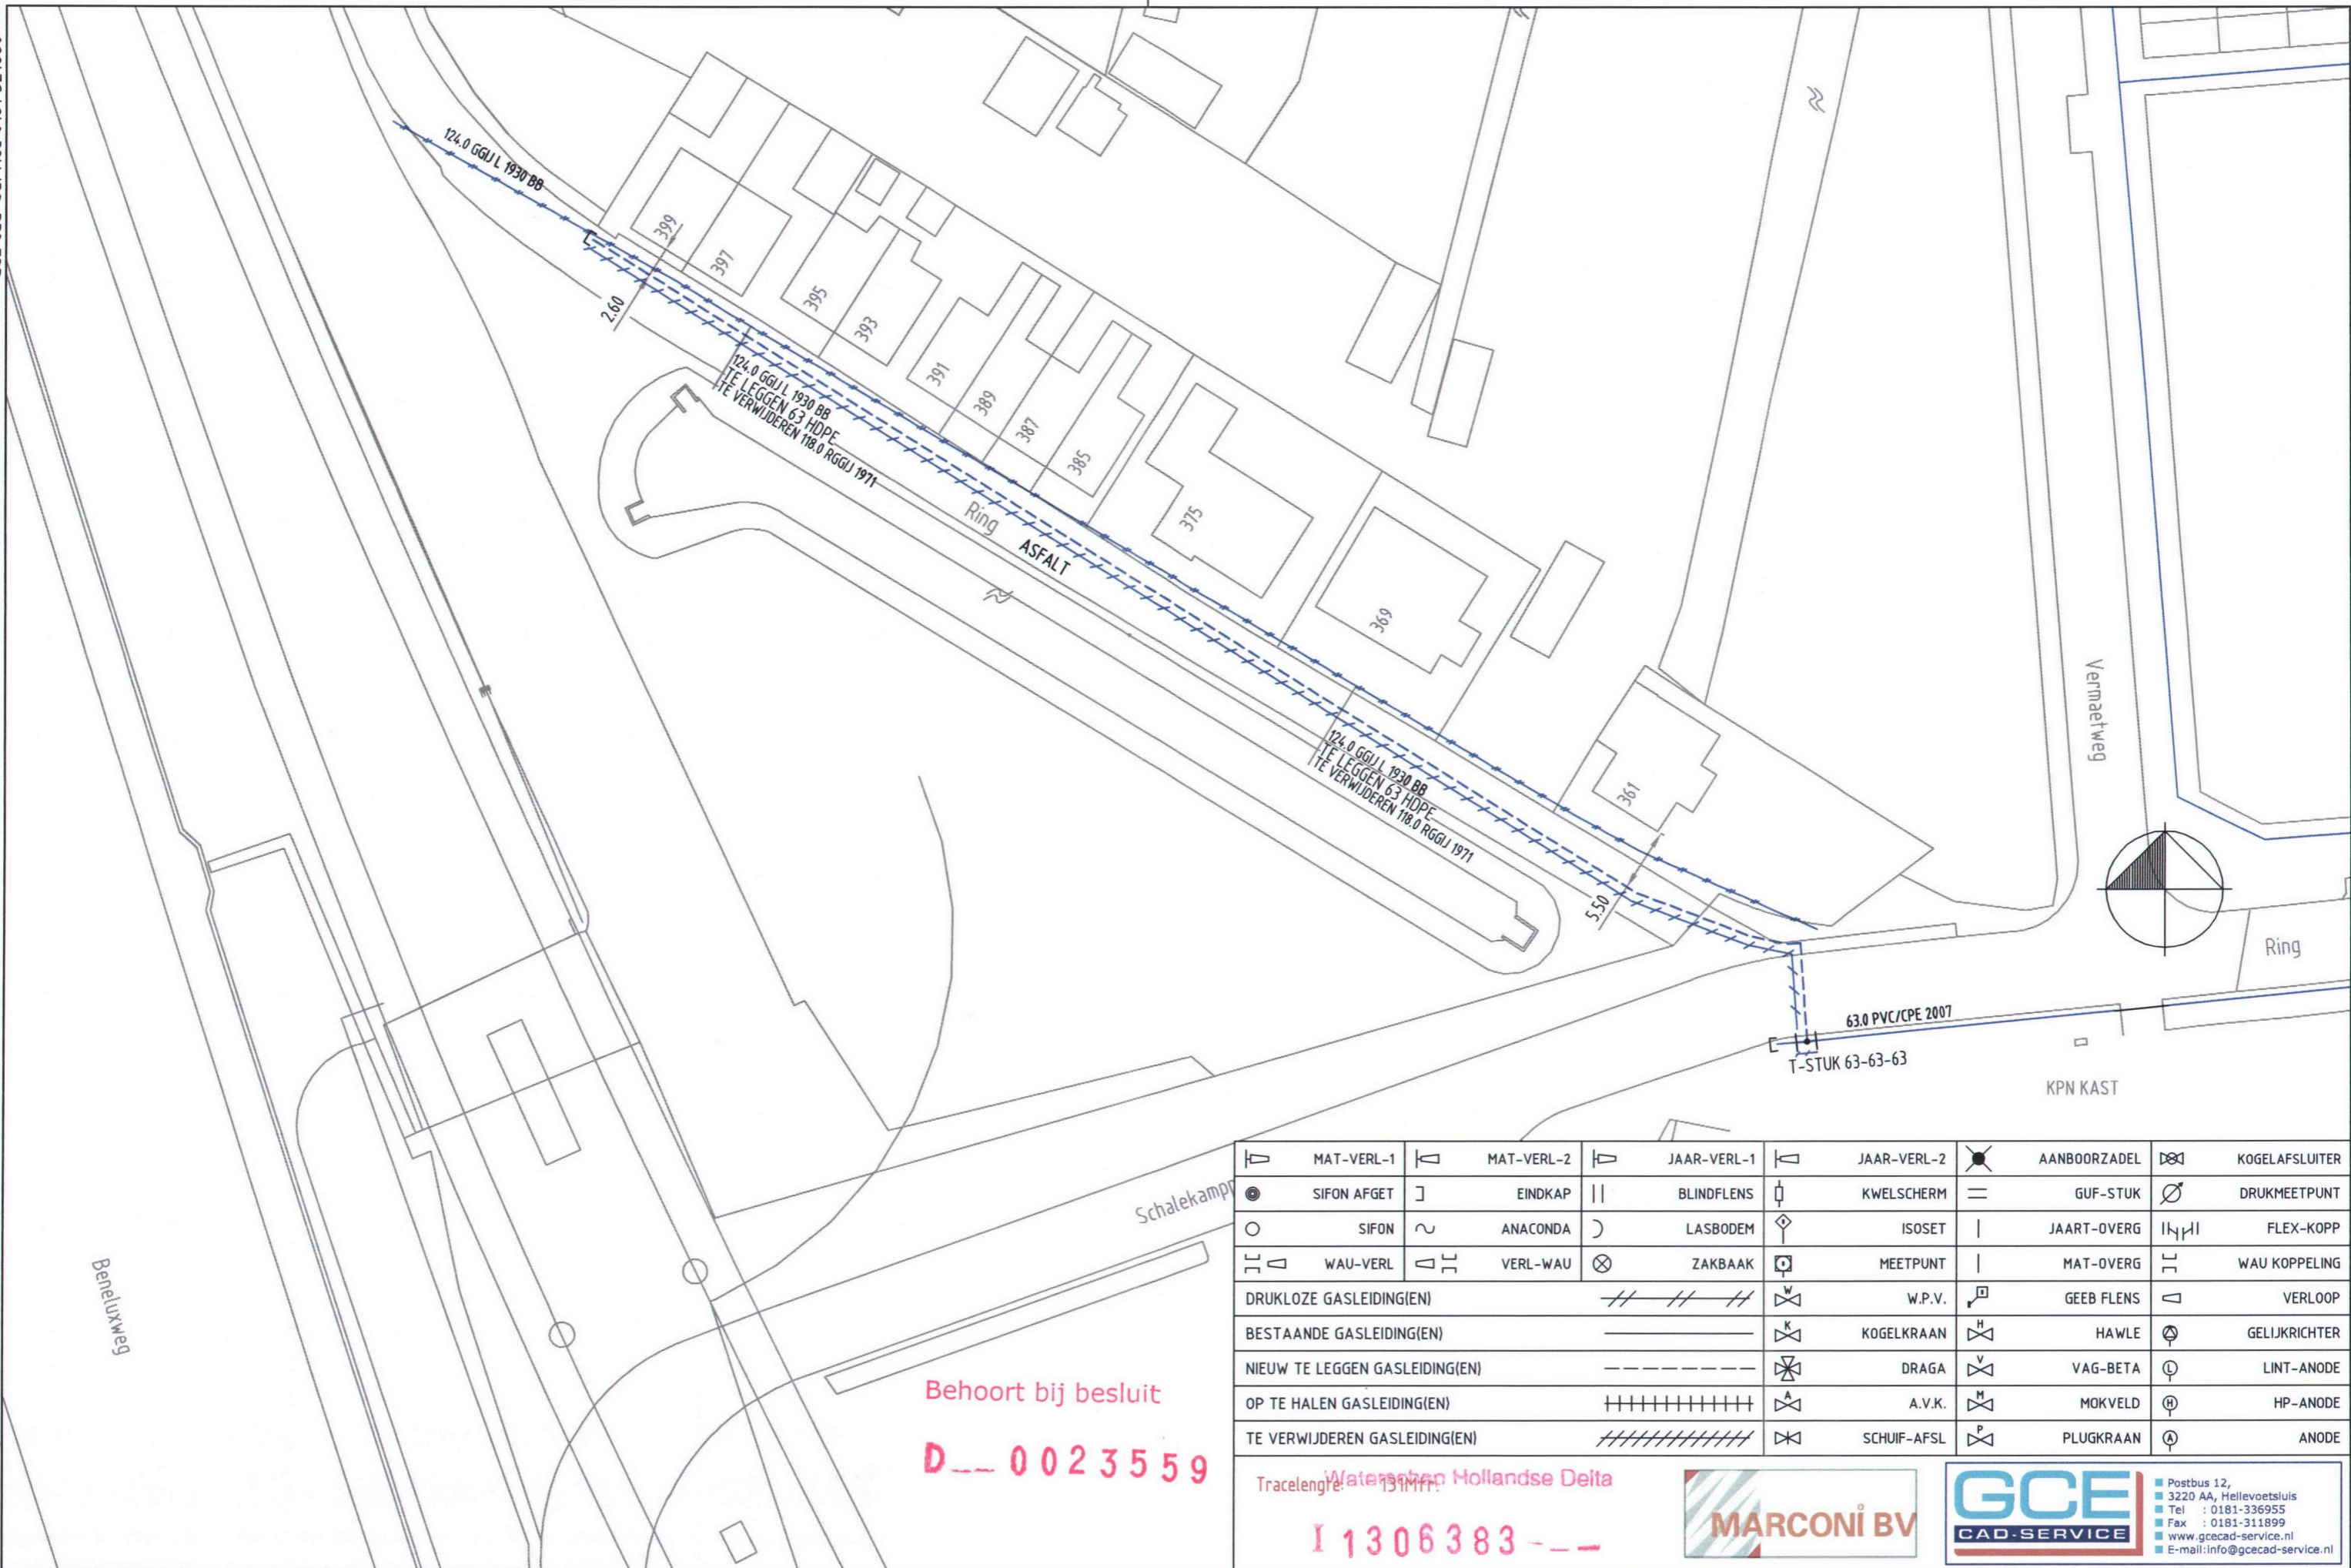 124.0 GGIJ L 1930 BB
399
397
2.60
395
393
391
389
387
385
124.0 GGIJ L 1930 BB
TE LEGGEN 63 HDPE
TE VERWIJDEREN 118.0 RGGIJ 1971
Ring
ASFALT
375
369
Vermaetweg
124.0 GGIJ L 1930 BB
TE LEGGEN 63 HDPE
TE VERWIJDEREN 118.0 RGGIJ 1971
361
5.50
Ring
63.0 PVC/CPE 2007
T-STUK 63-63-63
KPN KAST
Schalekamp
Beneluxweg
MAT-VERL-1 MAT-VERL-2 JAAR-VERL-1 JAAR-VERL-2 AANBOORZADEL KOGELAFSLUITER
SIFON AFGET EINDKAP BLINDFLENS KWELSCHERM GUF-STUK DRUKMEETPUNT
SIFON ANACONDA LASBODEM ISOSET JAART-OVERG FLEX-KOPP
WAU-VERL VERL-WAU ZAKBAAK MEETPUNT MAT-OVERG WAU KOPPELING
DRUKLOZE GASLEIDING(EN) W W.P.V. GEEB FLENS VERLOOP
BESTAANDE GASLEIDING(EN) K KOGELKRAAN H HAWLE GELIJKRICHTER
NIEUW TE LEGGEN GASLEIDING(EN) DRAGA V VAG-BETA L LINT-ANODE
OP TE HALEN GASLEIDING(EN) A A.V.K. M MOKVELD H HP-ANODE
TE VERWIJDEREN GASLEIDING(EN) SCHUIF-AFSL P PLUGKRAAN A ANODE
Behoort bij besluit
D__ 0023559
Hollandse Delta
I 1306383---
MARCONI BV
GCE
CAD-SERVICE
Postbus 12,
3220 AA, Hellevoetsluis
Tel : 0181-336955
Fax : 0181-311899
www.gcecad-service.nl
E-mail:info@gcecad-service.nl